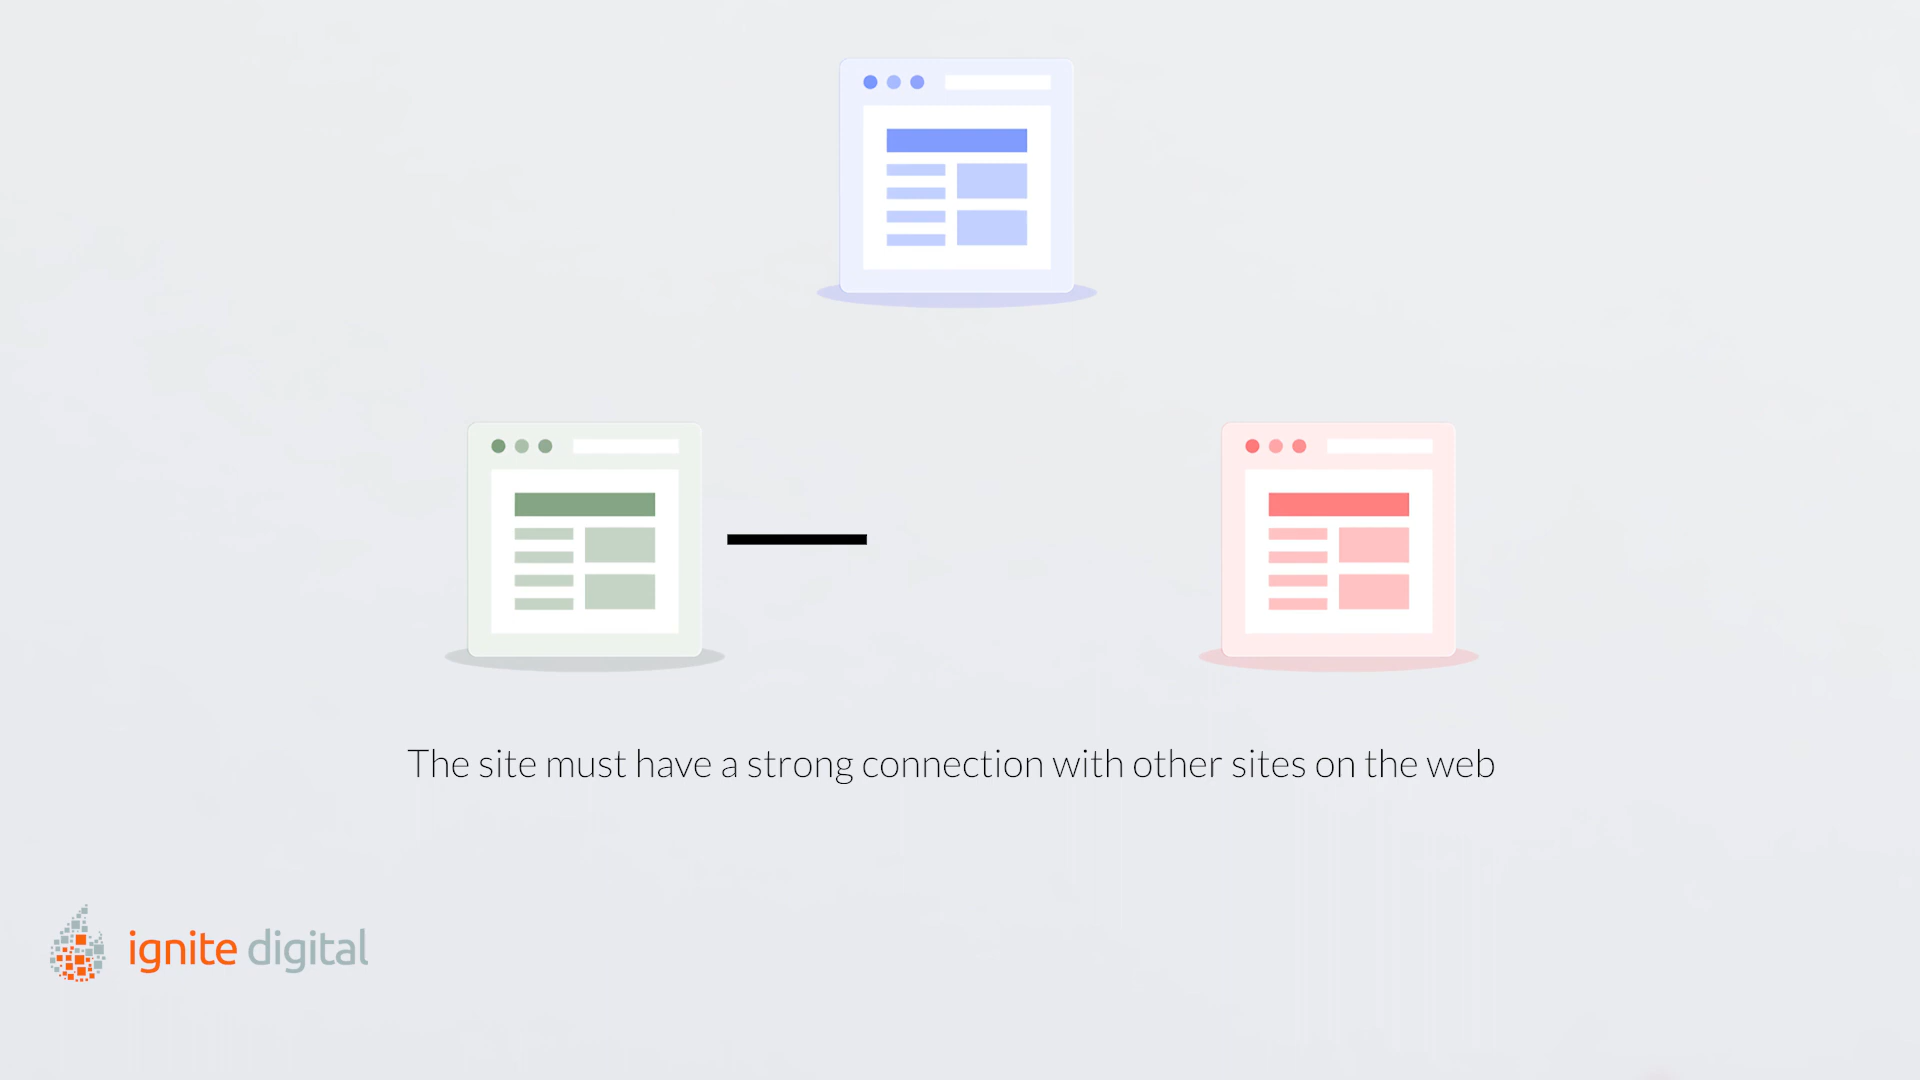 The site must have a strong connection with other sites on the web
ignite digital